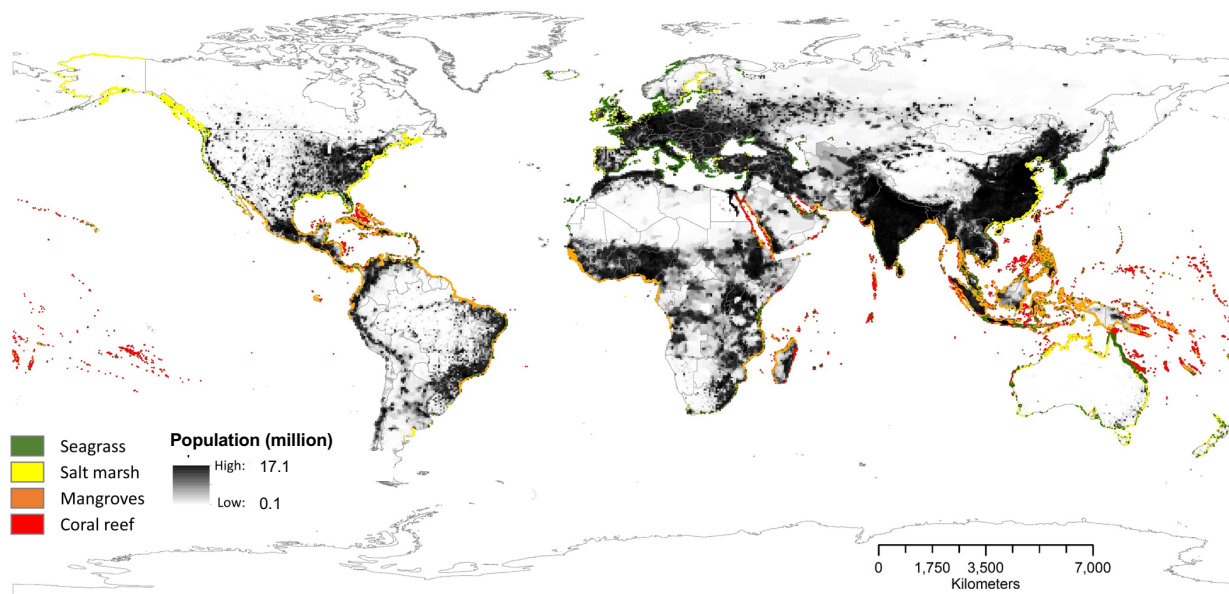 Seagrass
Salt marsh
Mangroves
Coral reef
Population (million)
High: 17.1
Low: 0.1
0 1,750 3,500 7,000
Kilometers